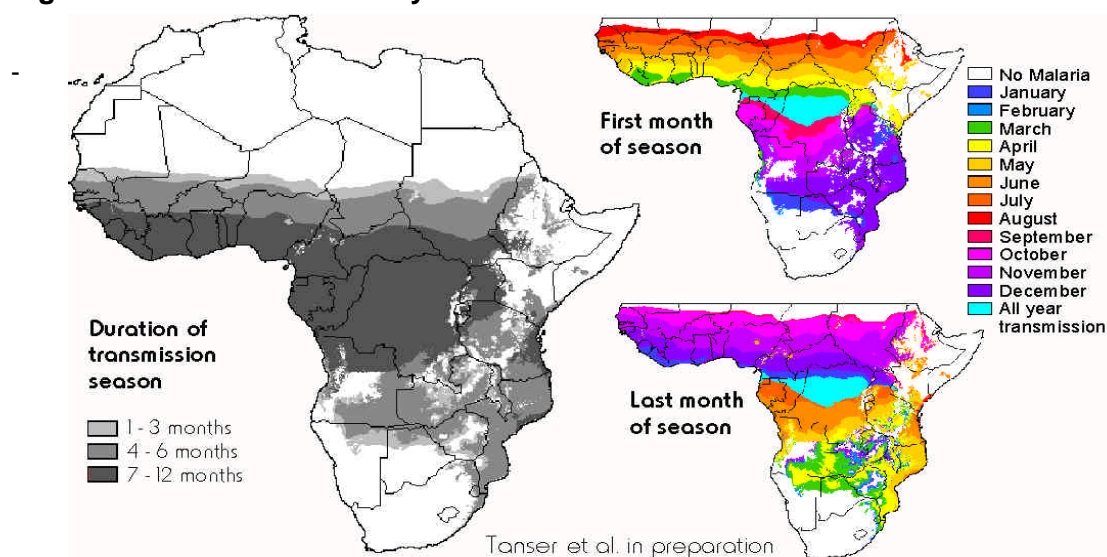 -
Duration of
transmission
season
1 - 3 months
4 - 6 months
7 - 12 months
First month
of season
Last month
of season
No Malaria
January
February
March
April
May
June
July
August
September
October
November
December
All year
transmission
Tanser et al. in preparation